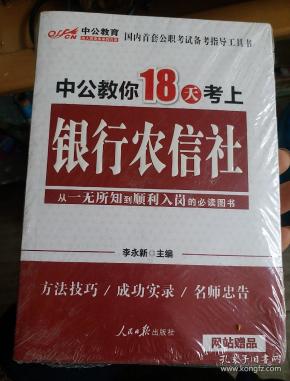 中公教育
国内首套公职考试备考指导工具书
中公教你18天考上
银行农信社
从一无所知到顺利入岗的必读图书
李永新/主编
方法技巧/成功实录/名师忠告
人民日报出版社
网站赠品
孔夫子旧书网